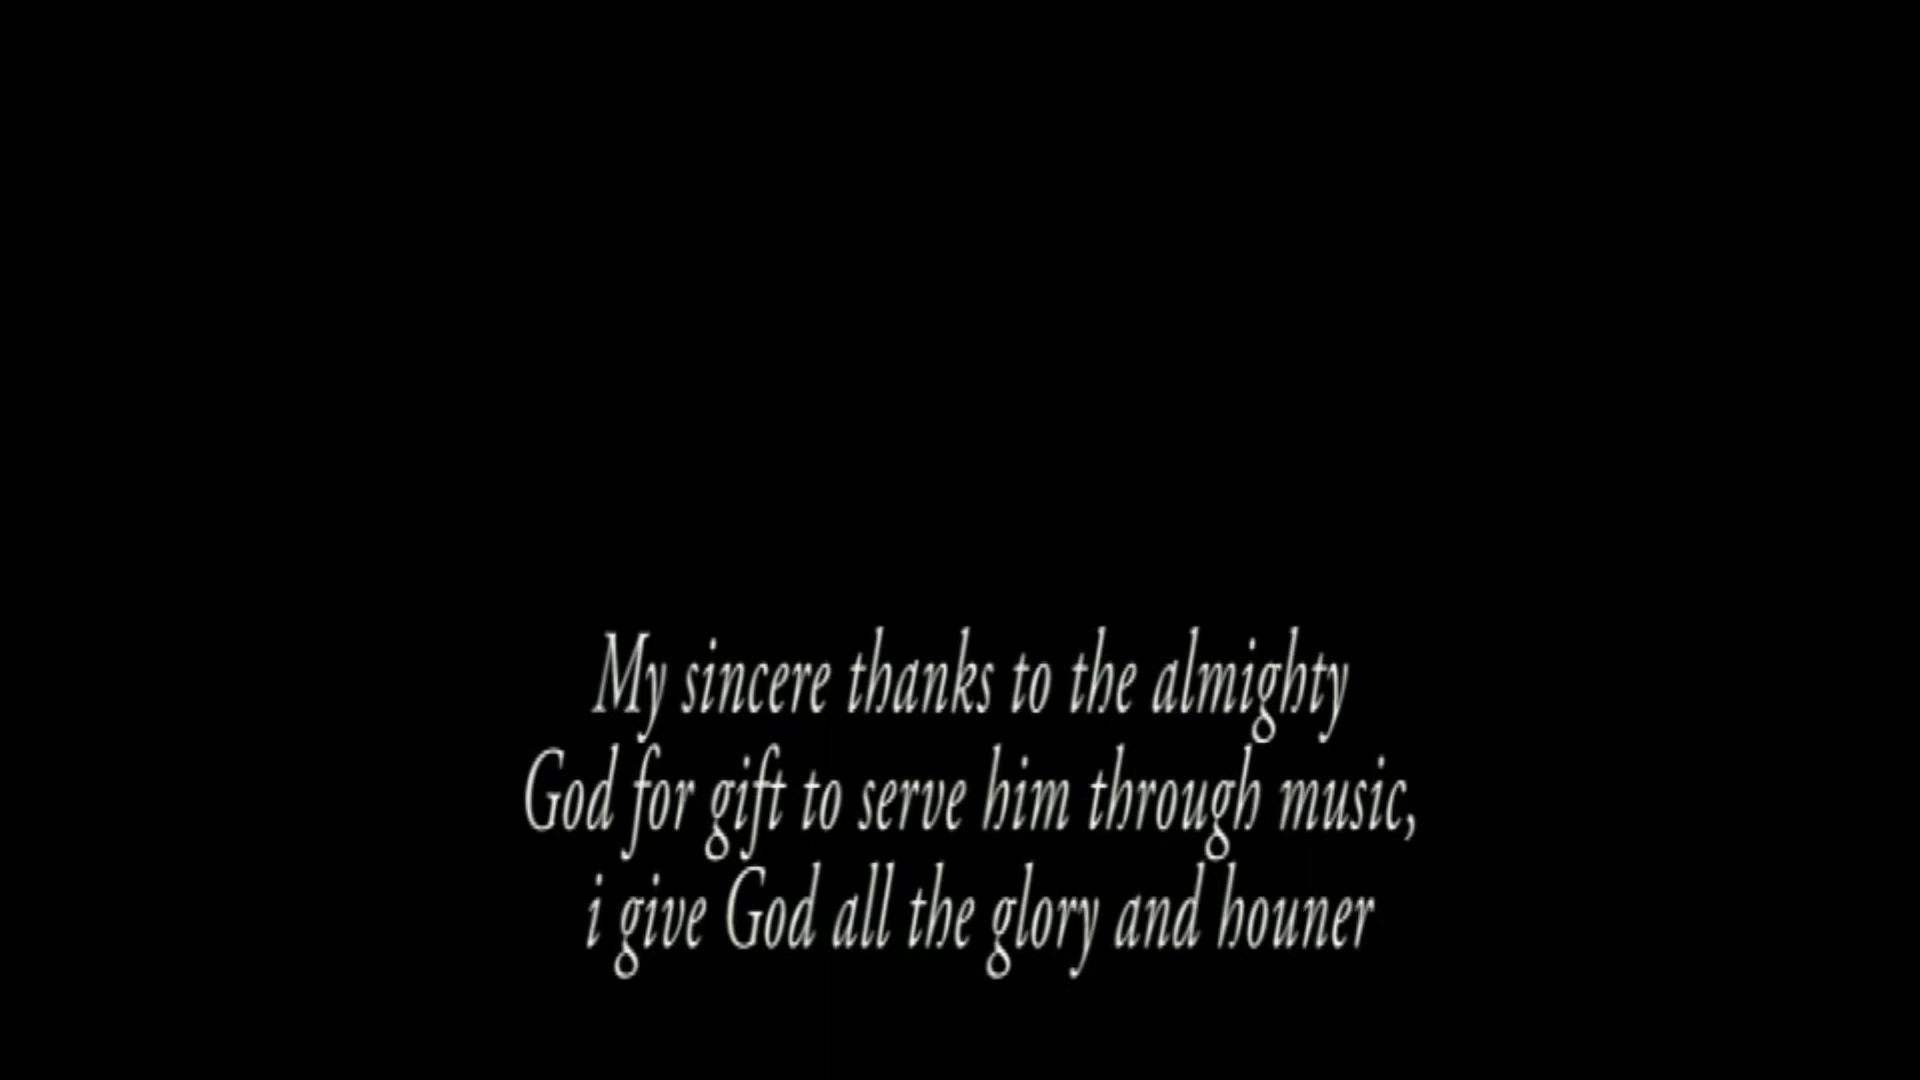 My sincere thanks to the almighty
God for gift to serve him through music,
i give God all the glory and houner